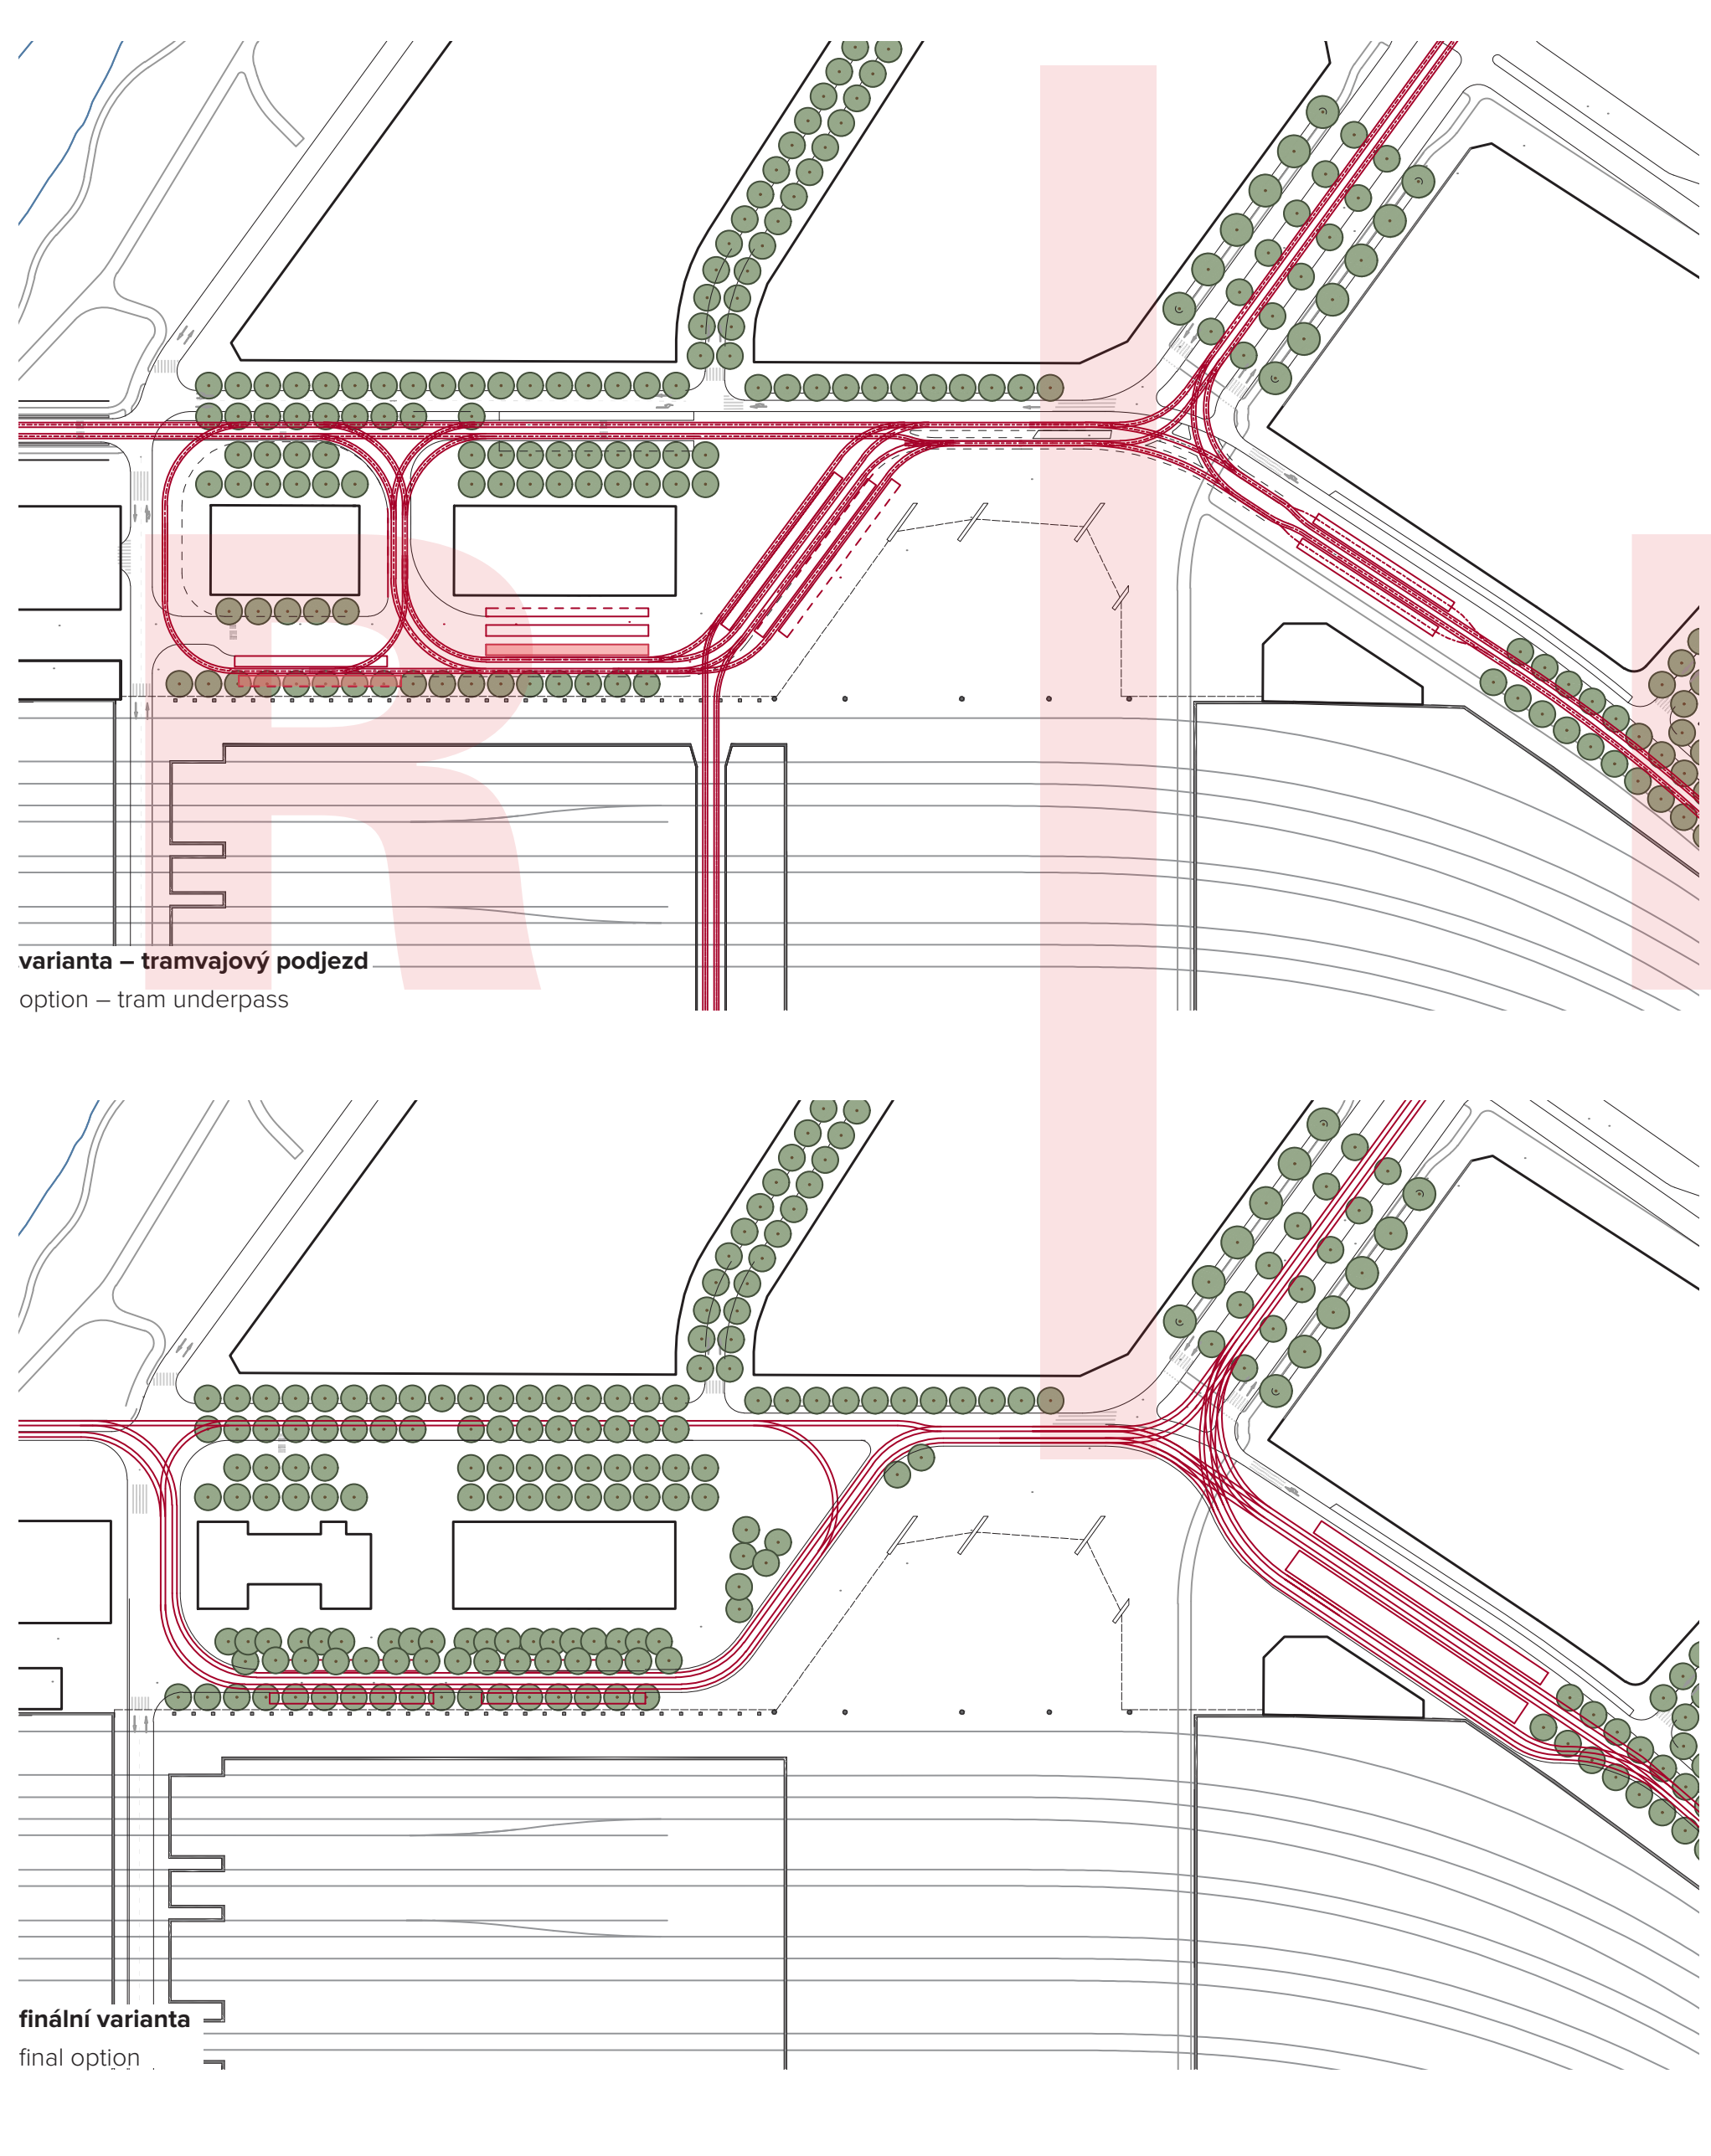 varianta – tramvajový podjezd
option – tram underpass
finální varianta
final option